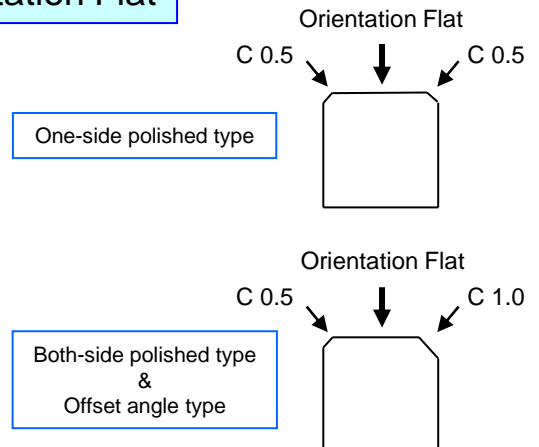 Flat
Orientation Flat
C 0.5
C 0.5
One-side polished type
Orientation Flat
C 0.5
C 1.0
Both-side polished type
&
Offset angle type